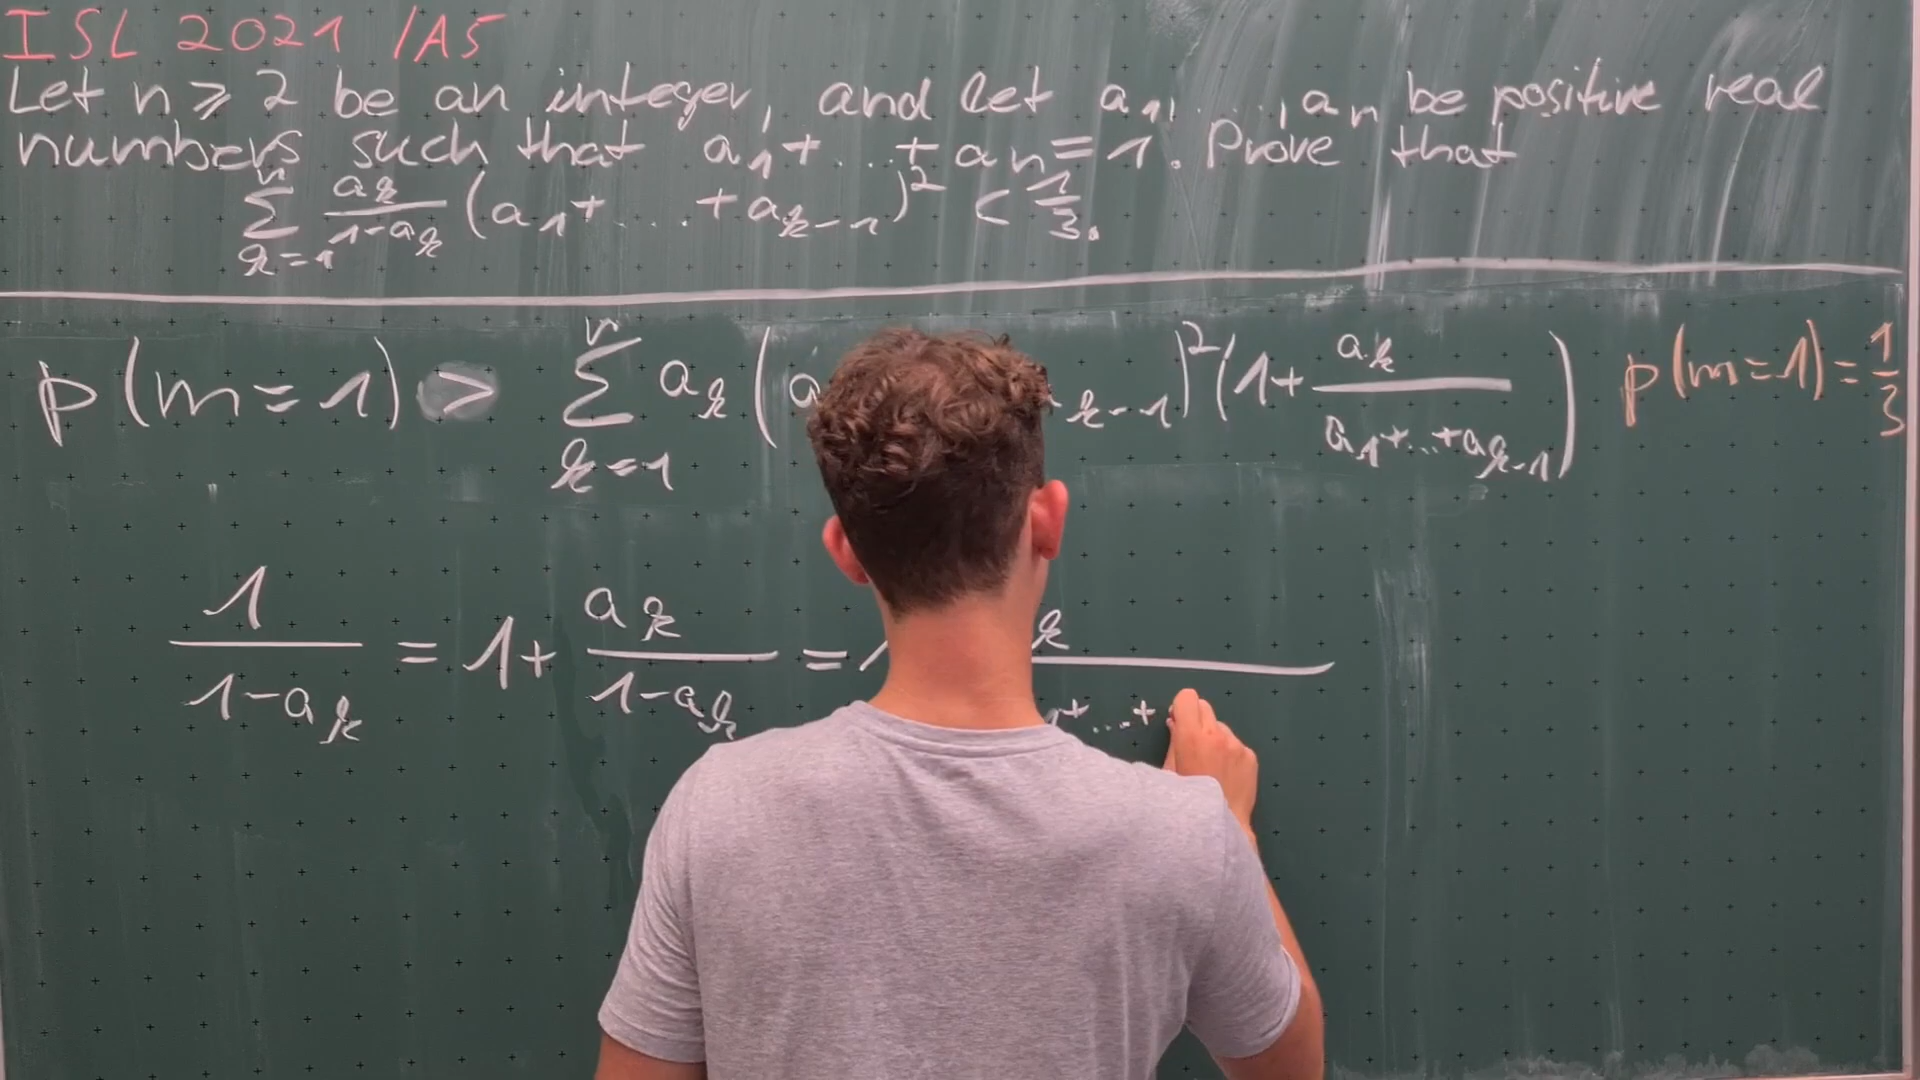 ISL 2021 /A5
Let n ≥ 2 be an integer, and let a₁, ..., aₙ be positive real
numbers such that a₁+...+aₙ=1. Prove that
∑ₖ₌₁ⁿ aₖ/(1-aₖ) (a₁+...+aₖ₋₁)² < 1/3.
p(m=1) > ∑ₖ₌₁ⁿ aₖ(a ₖ₋₁)²(1+ aₖ/(a₁+...+aₖ₋₁)) p(m=1)=1/3
1/(1-aₖ) = 1+ aₖ/(1-aₖ) = 1 ₖ/(₁+...+